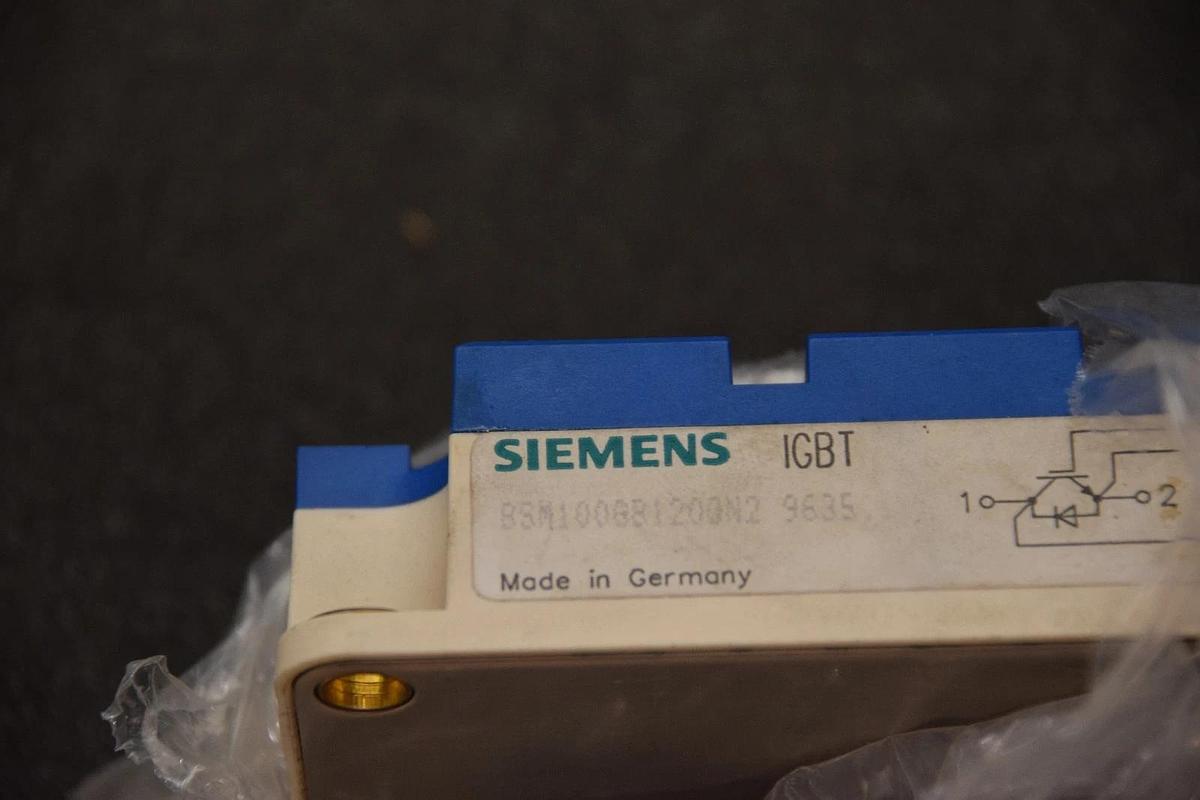 SIEMENS IGBT
BSM100GB120DN2 9635
1 2
Made in Germany